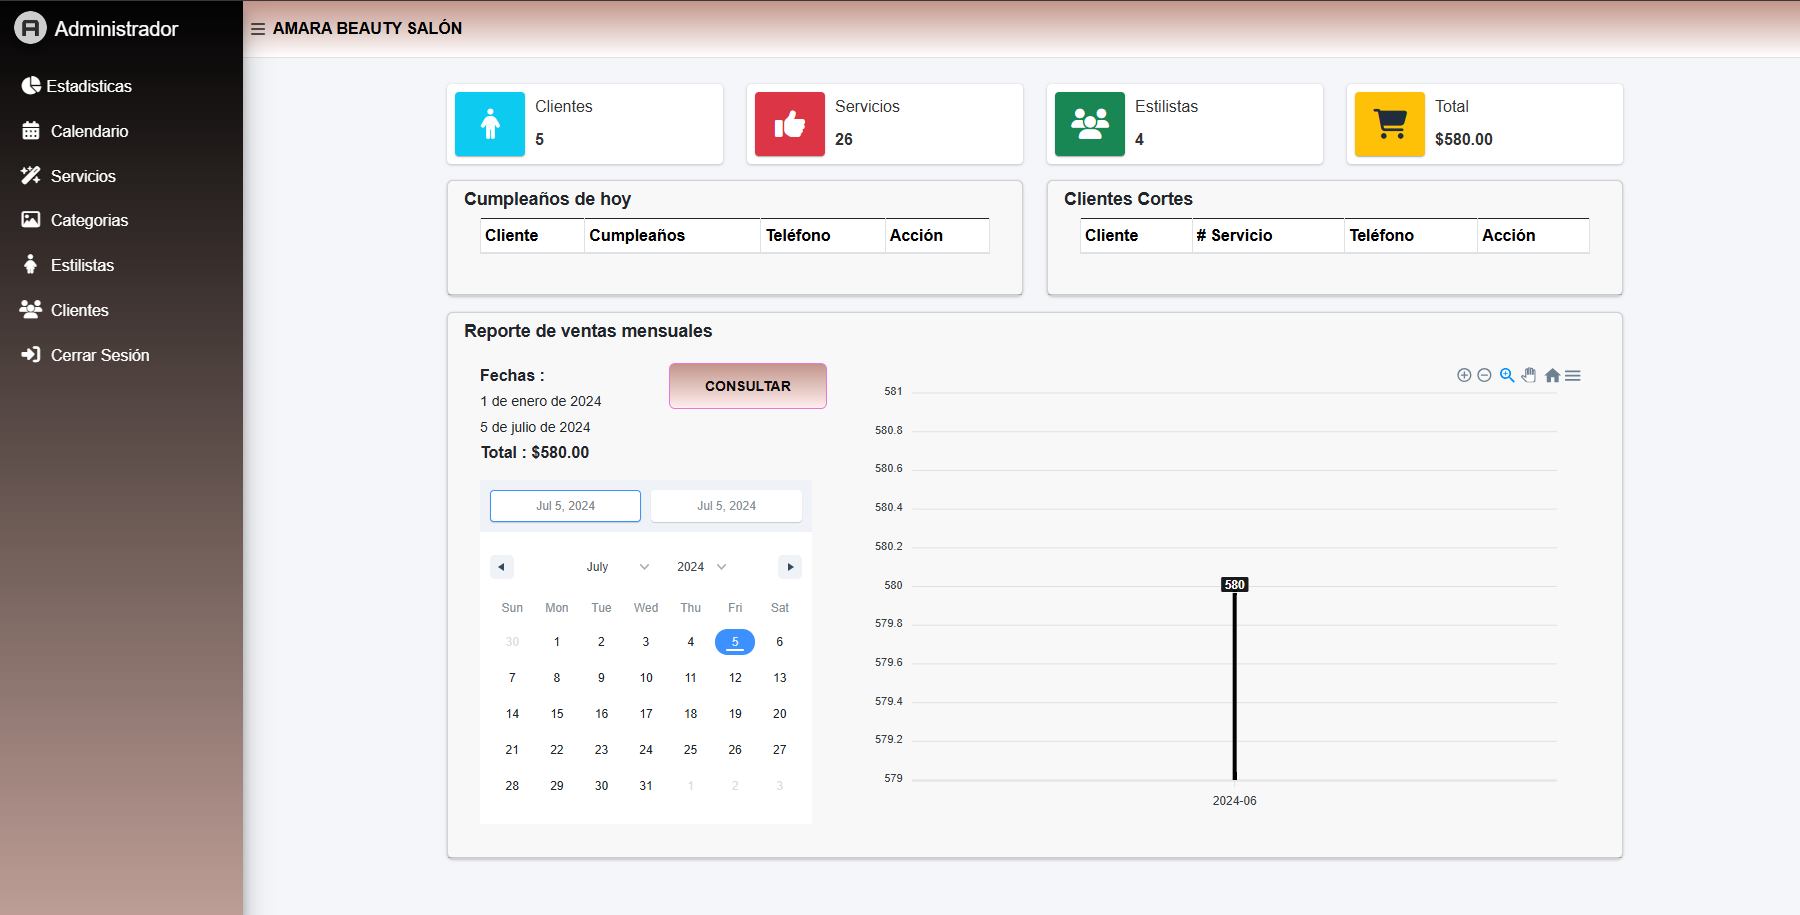 Administrador
AMARA BEAUTY SALÓN
Estadisticas
Calendario
Servicios
Categorias
Estilistas
Clientes
Cerrar Sesión
Clientes
5
Servicios
26
Estilistas
4
Total
$580.00
Cumpleaños de hoy
Cliente Cumpleaños Teléfono Acción
Clientes Cortes
Cliente # Servicio Teléfono Acción
Reporte de ventas mensuales
Fechas :
1 de enero de 2024
5 de julio de 2024
Total : $580.00
CONSULTAR
Jul 5, 2024 Jul 5, 2024
July 2024
Sun Mon Tue Wed Thu Fri Sat
30 1 2 3 4 5 6
7 8 9 10 11 12 13
14 15 16 17 18 19 20
21 22 23 24 25 26 27
28 29 30 31 1 2 3
581
580.8
580.6
580.4
580.2
580
579.8
579.6
579.4
579.2
579
580
2024-06